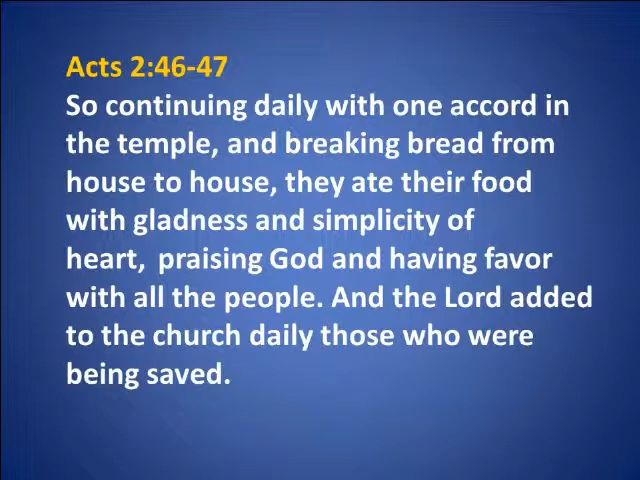 Acts 2:46-47
So continuing daily with one accord in
the temple, and breaking bread from
house to house, they ate their food
with gladness and simplicity of
heart, praising God and having favor
with all the people. And the Lord added
to the church daily those who were
being saved.